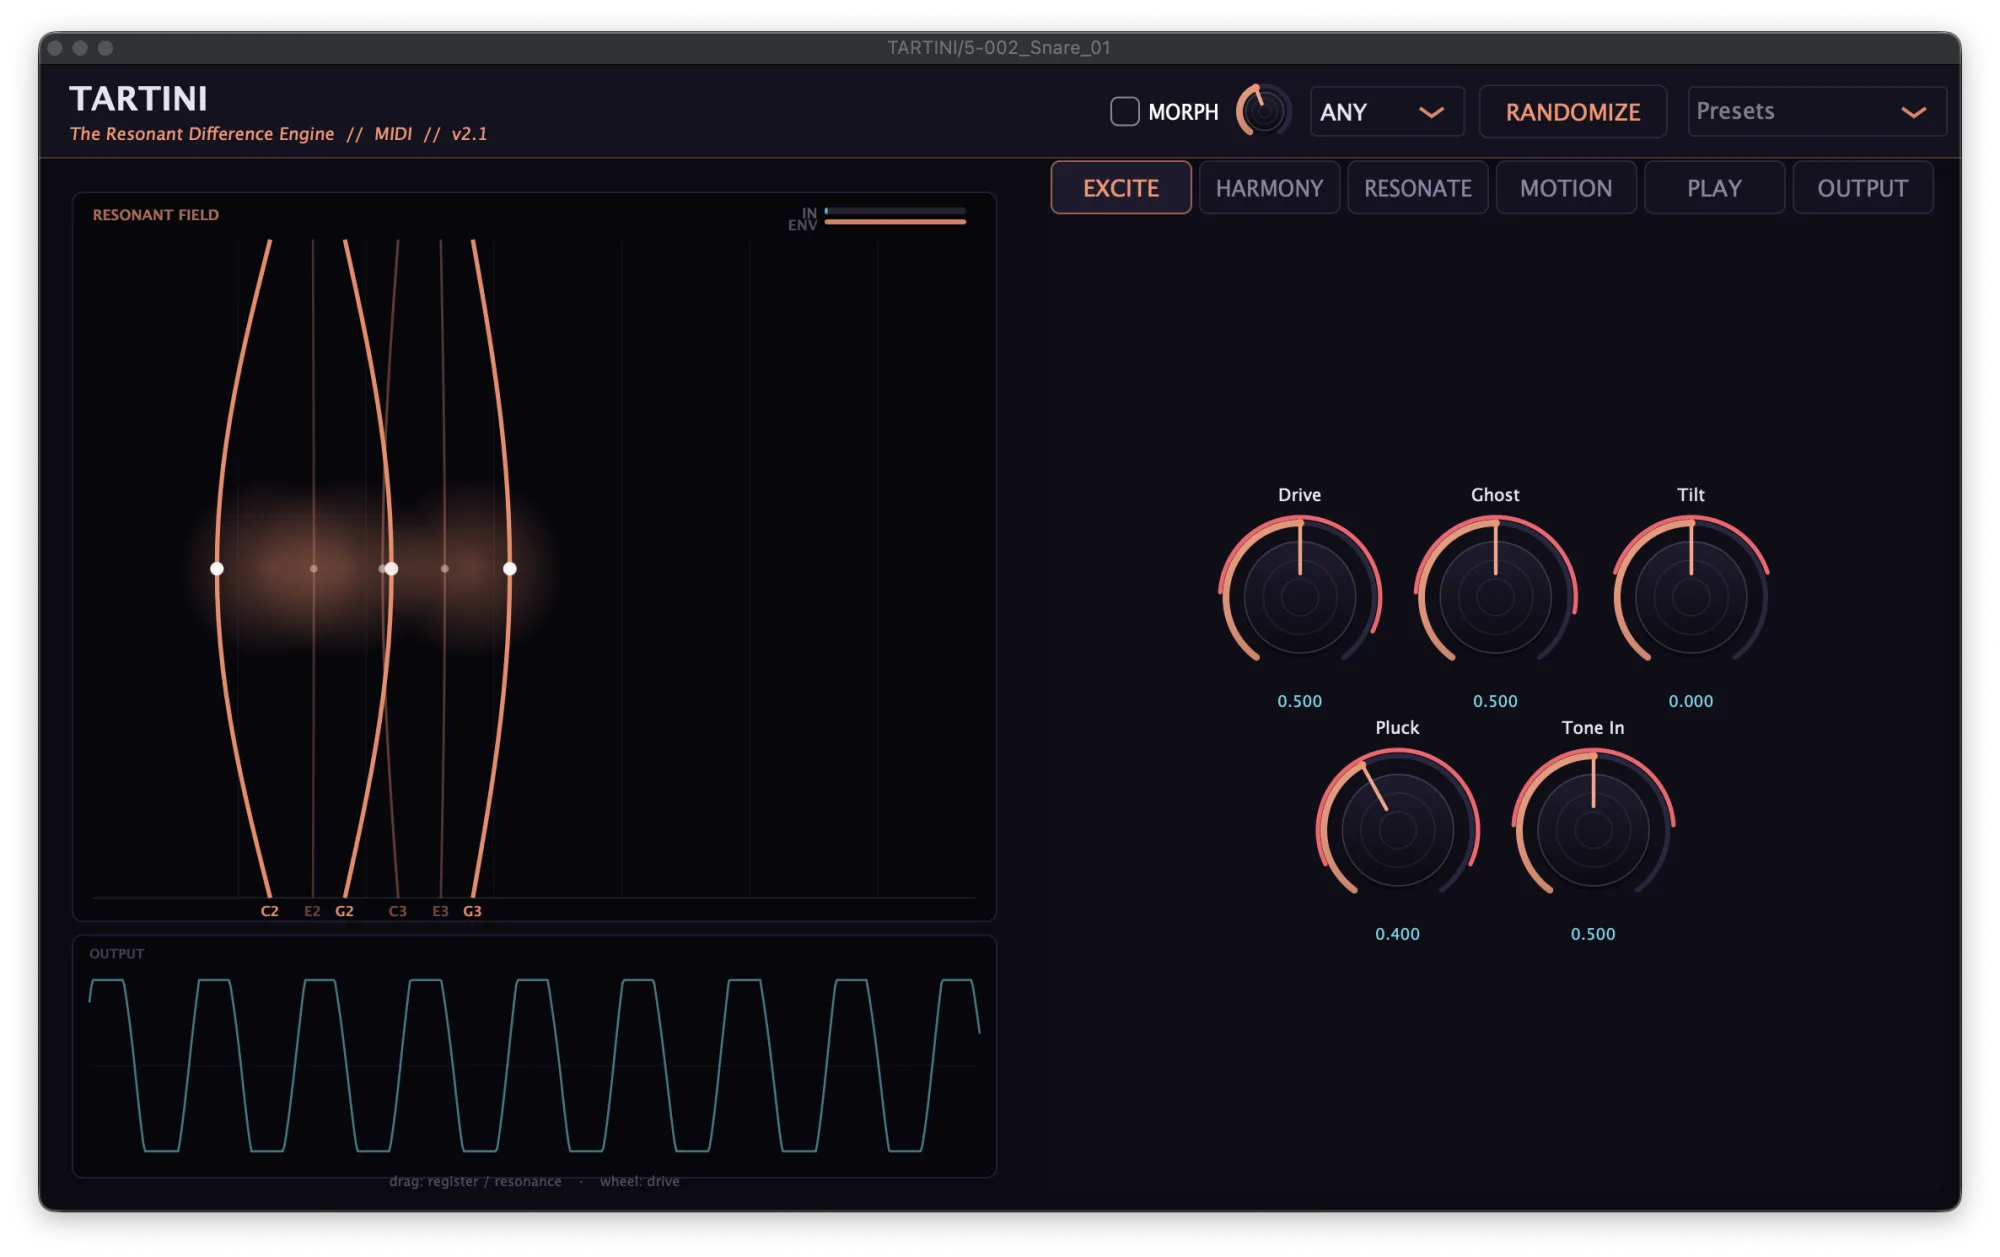 TARTINI/5-002_Snare_01
TARTINI
The Resonant Difference Engine // MIDI // v2.1
MORPH
ANY
RANDOMIZE
Presets
EXCITE
HARMONY
RESONATE
MOTION
PLAY
OUTPUT
RESONANT FIELD
IN
ENV
C2 E2 G2 C3 E3 G3
OUTPUT
drag: register / resonance · wheel: drive
Drive
Ghost
Tilt
0.500
0.500
0.000
Pluck
Tone In
0.400
0.500